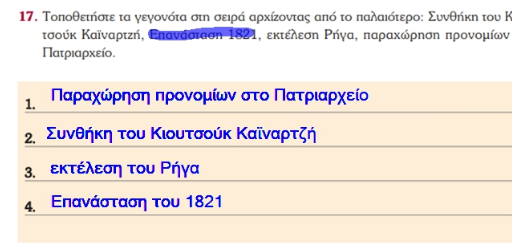 17. Τοποθετήστε τα γεγονότα στη σειρά αρχίζοντας από το παλαιότερο: Συνθήκη του Κ
τσούκ Καϊναρτζή, Επανάσταση 1821, εκτέλεση Ρήγα, παραχώρηση προνομίων
Πατριαρχείο.
1. Παραχώρηση προνομίων στο Πατριαρχείο
2. Συνθήκη του Κιουτσούκ Καϊναρτζή
3. εκτέλεση του Ρήγα
4. Επανάσταση του 1821